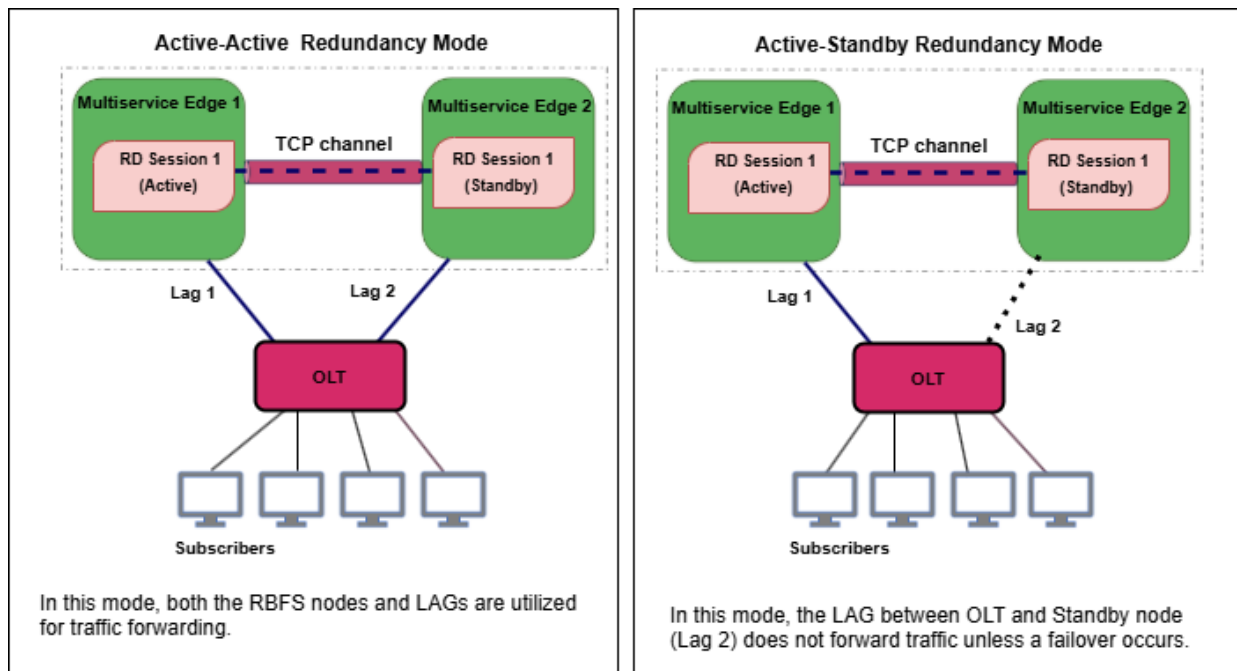 Active-Active Redundancy Mode
Multiservice Edge 1
Multiservice Edge 2
TCP channel
RD Session 1
(Active)
RD Session 1
(Standby)
Lag 1
Lag 2
OLT
Subscribers
In this mode, both the RBFS nodes and LAGs are utilized
for traffic forwarding.
Active-Standby Redundancy Mode
Multiservice Edge 1
Multiservice Edge 2
TCP channel
RD Session 1
(Active)
RD Session 1
(Standby)
Lag 1
Lag 2
OLT
Subscribers
In this mode, the LAG between OLT and Standby node
(Lag 2) does not forward traffic unless a failover occurs.